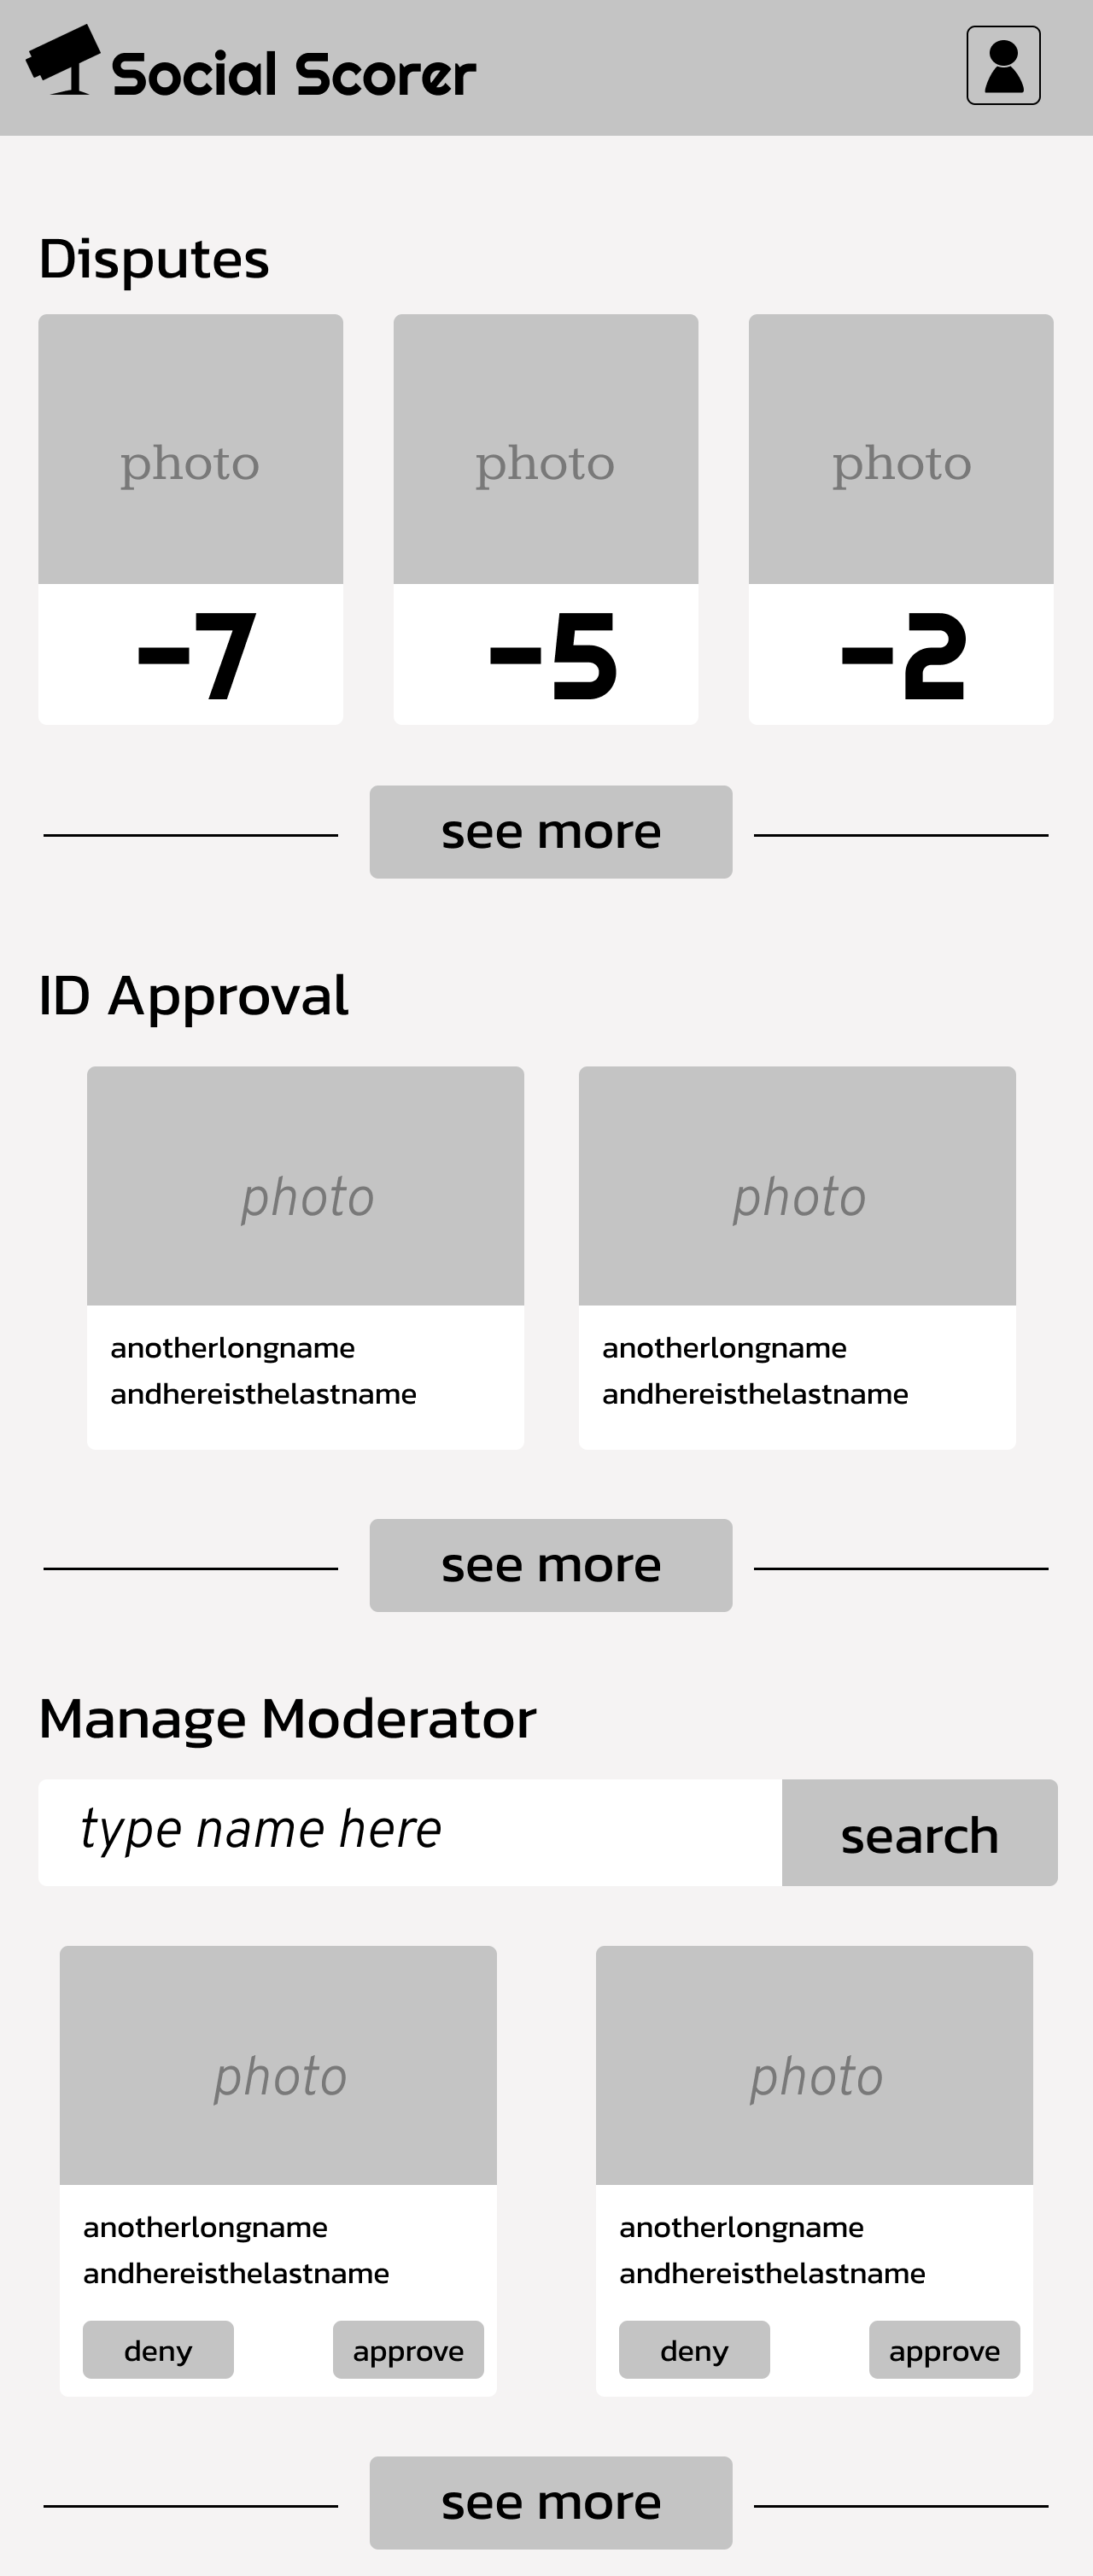 Social Scorer
Disputes
photo photo photo
-7 -5 -2
see more
ID Approval
photo photo
anotherlongname anotherlongname
andhereisthelastname andhereisthelastname
see more
Manage Moderator
type name here search
photo photo
anotherlongname anotherlongname
andhereisthelastname andhereisthelastname
deny approve deny approve
see more